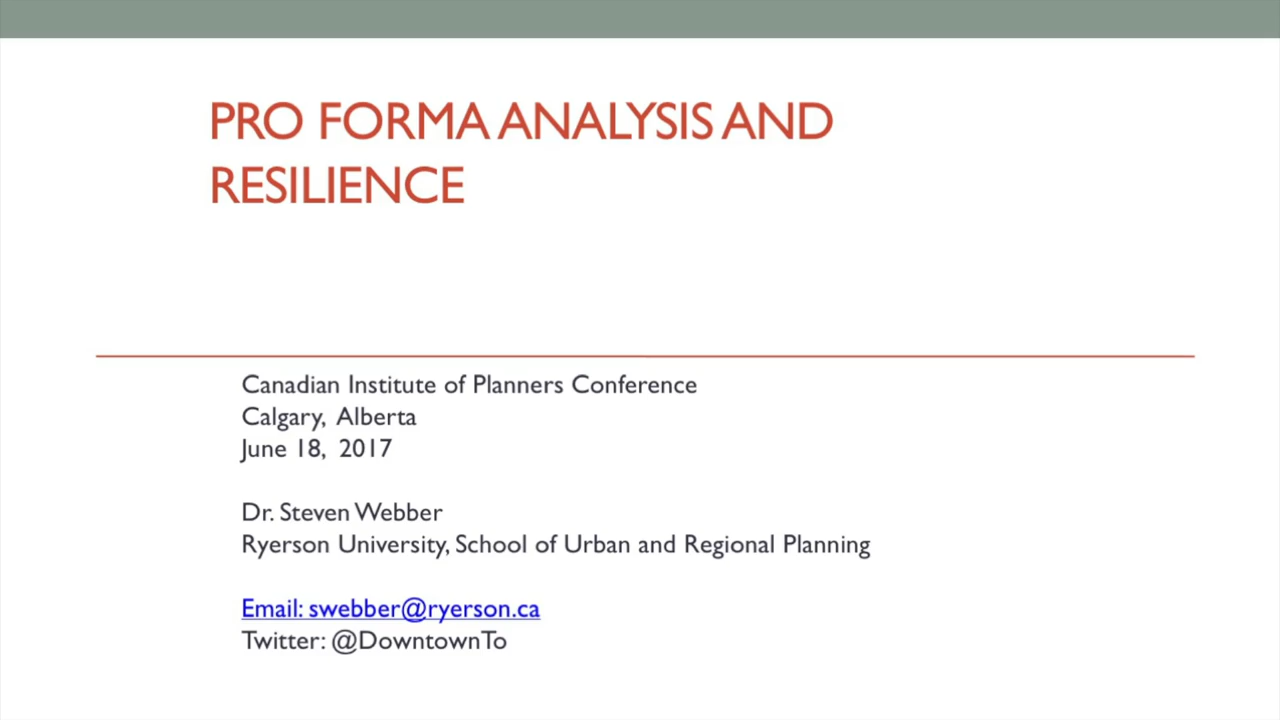 PRO FORMA ANALYSIS AND
RESILIENCE
Canadian Institute of Planners Conference
Calgary, Alberta
June 18, 2017
Dr. Steven Webber
Ryerson University, School of Urban and Regional Planning
Email: swebber@ryerson.ca
Twitter: @DowntownTo